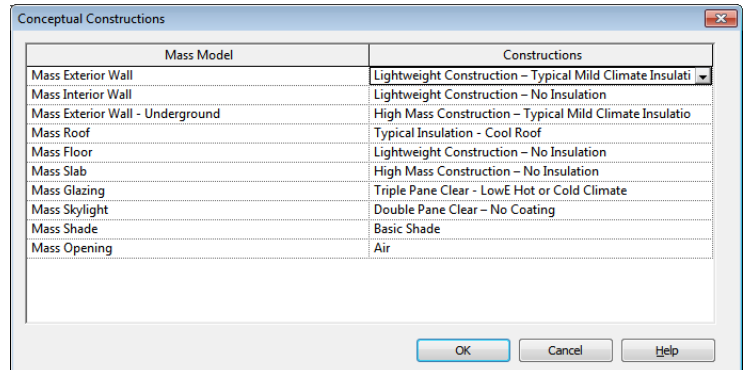 Conceptual Constructions
Mass Model Constructions
Mass Exterior Wall Lightweight Construction – Typical Mild Climate Insulati
Mass Interior Wall Lightweight Construction – No Insulation
Mass Exterior Wall - Underground High Mass Construction – Typical Mild Climate Insulatio
Mass Roof Typical Insulation - Cool Roof
Mass Floor Lightweight Construction – No Insulation
Mass Slab High Mass Construction – No Insulation
Mass Glazing Triple Pane Clear - LowE Hot or Cold Climate
Mass Skylight Double Pane Clear – No Coating
Mass Shade Basic Shade
Mass Opening Air
OK Cancel Help